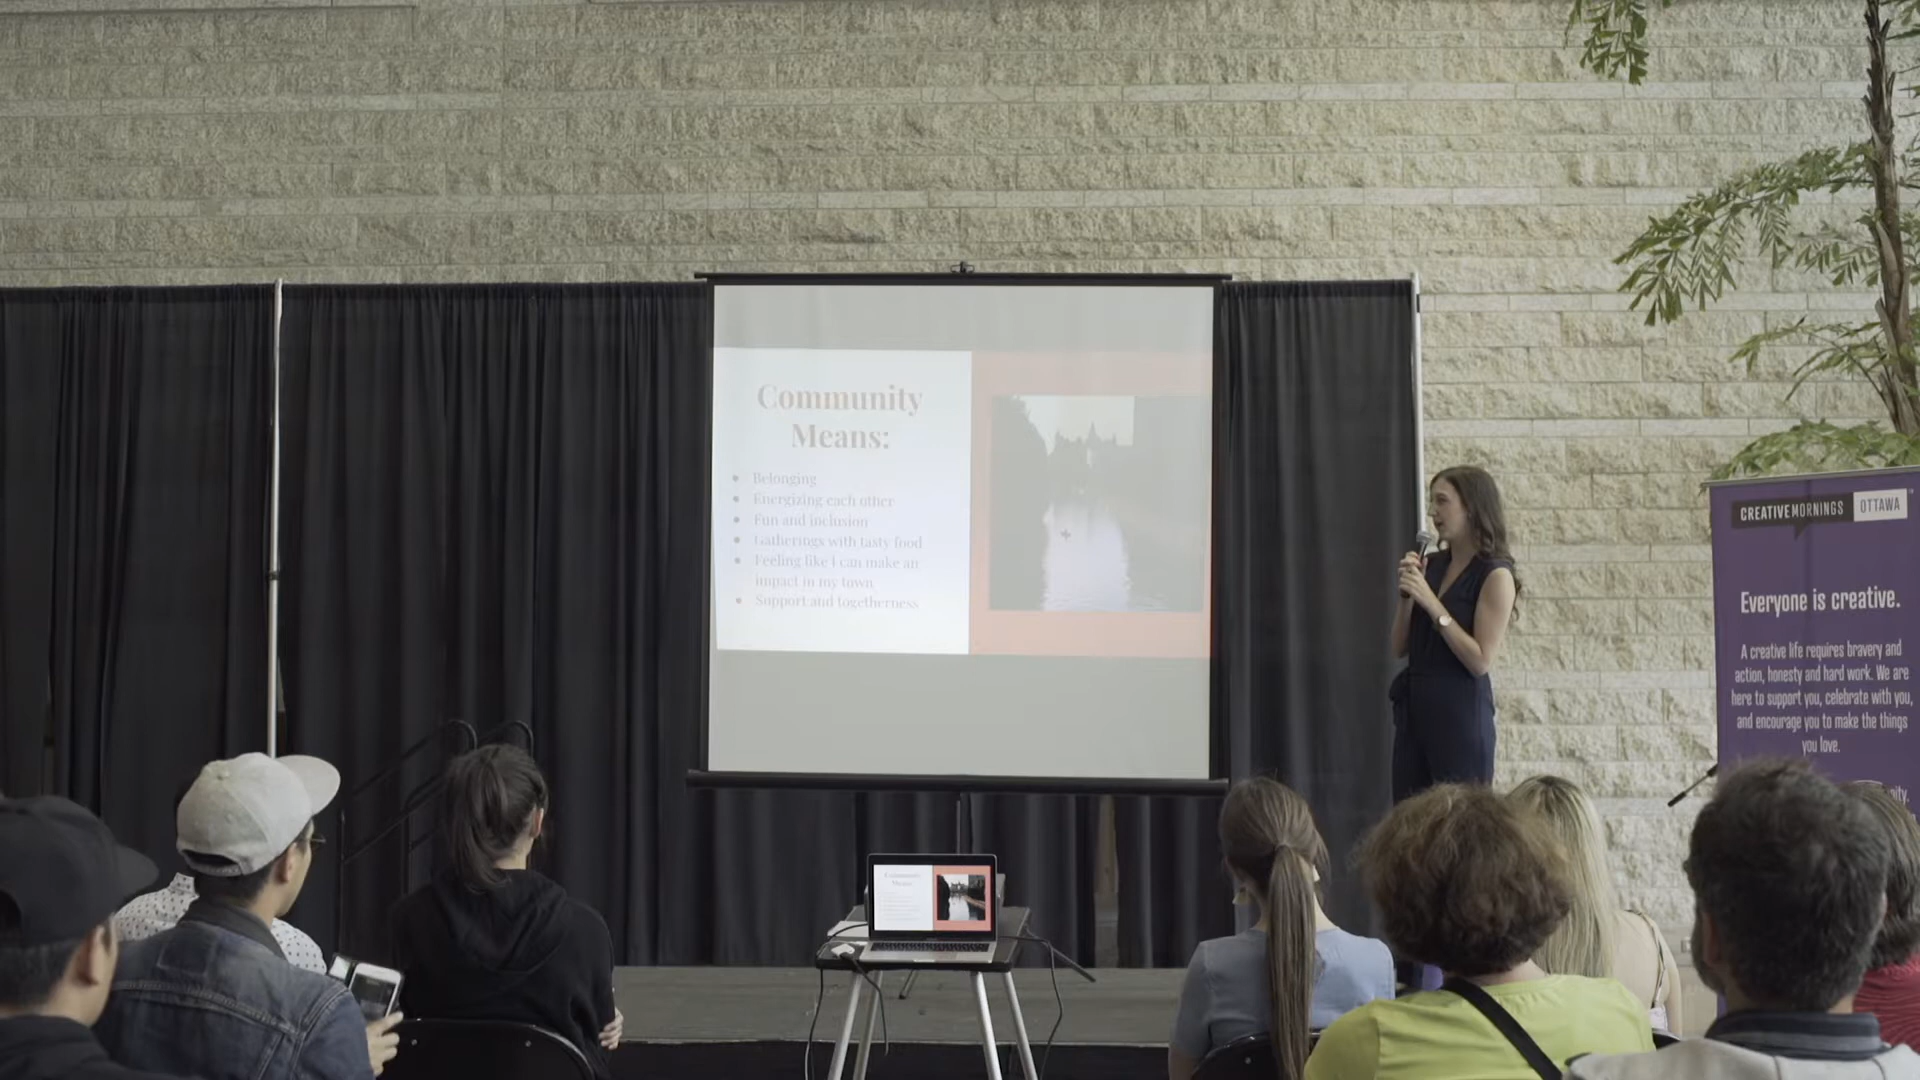 Community
Means:
Belonging
Energizing each other
Fun and inclusion
Gatherings with tasty food
Feeling like I can make an
impact in my town
Support and togetherness
CREATIVEMORNINGS OTTAWA
Everyone is creative.
A creative life requires bravery and
action, honesty and hard work. We are
here to support you, celebrate with you,
and encourage you to make the things
you love.
Community
Means: